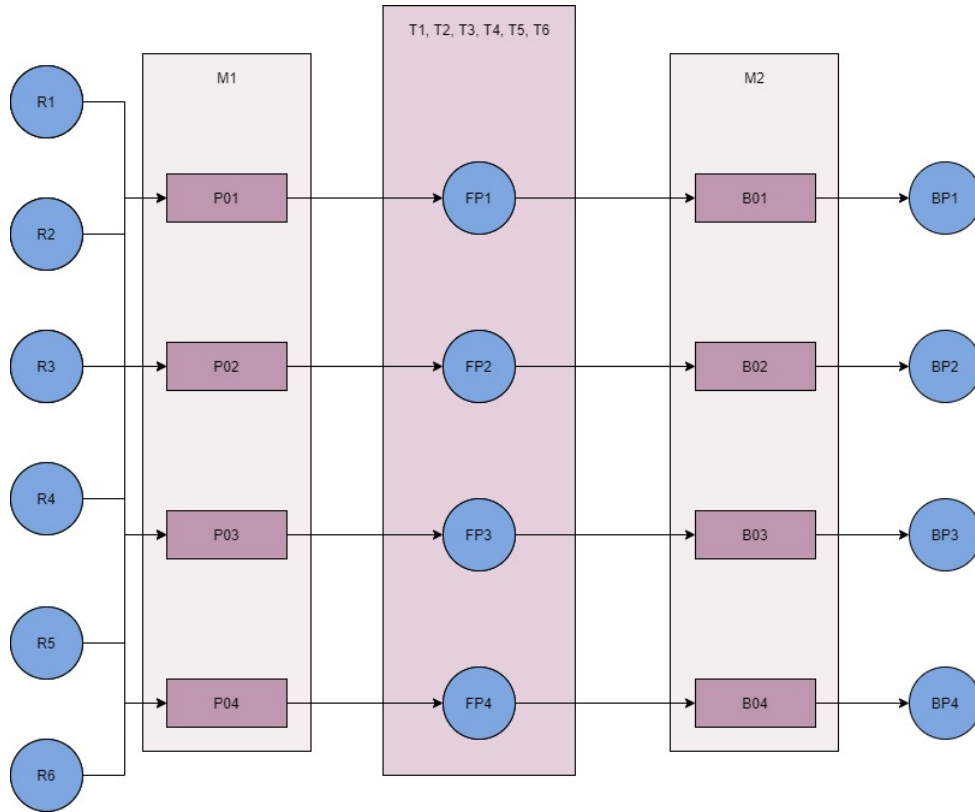 T1, T2, T3, T4, T5, T6
M1
M2
R1
P01
FP1
B01
BP1
R2
R3
P02
FP2
B02
BP2
R4
P03
FP3
B03
BP3
R5
P04
FP4
B04
BP4
R6